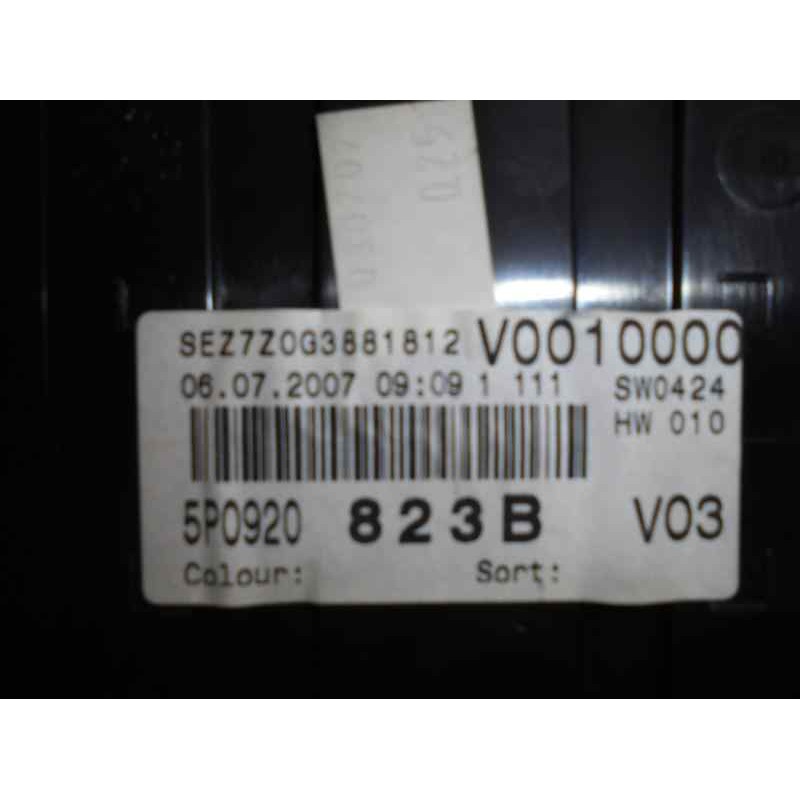 SEZ7Z0G3881812 V0010000
06.07.2007 09:09 1 111 SW0424
HW 010
5P0920 823B V03
Colour: Sort: